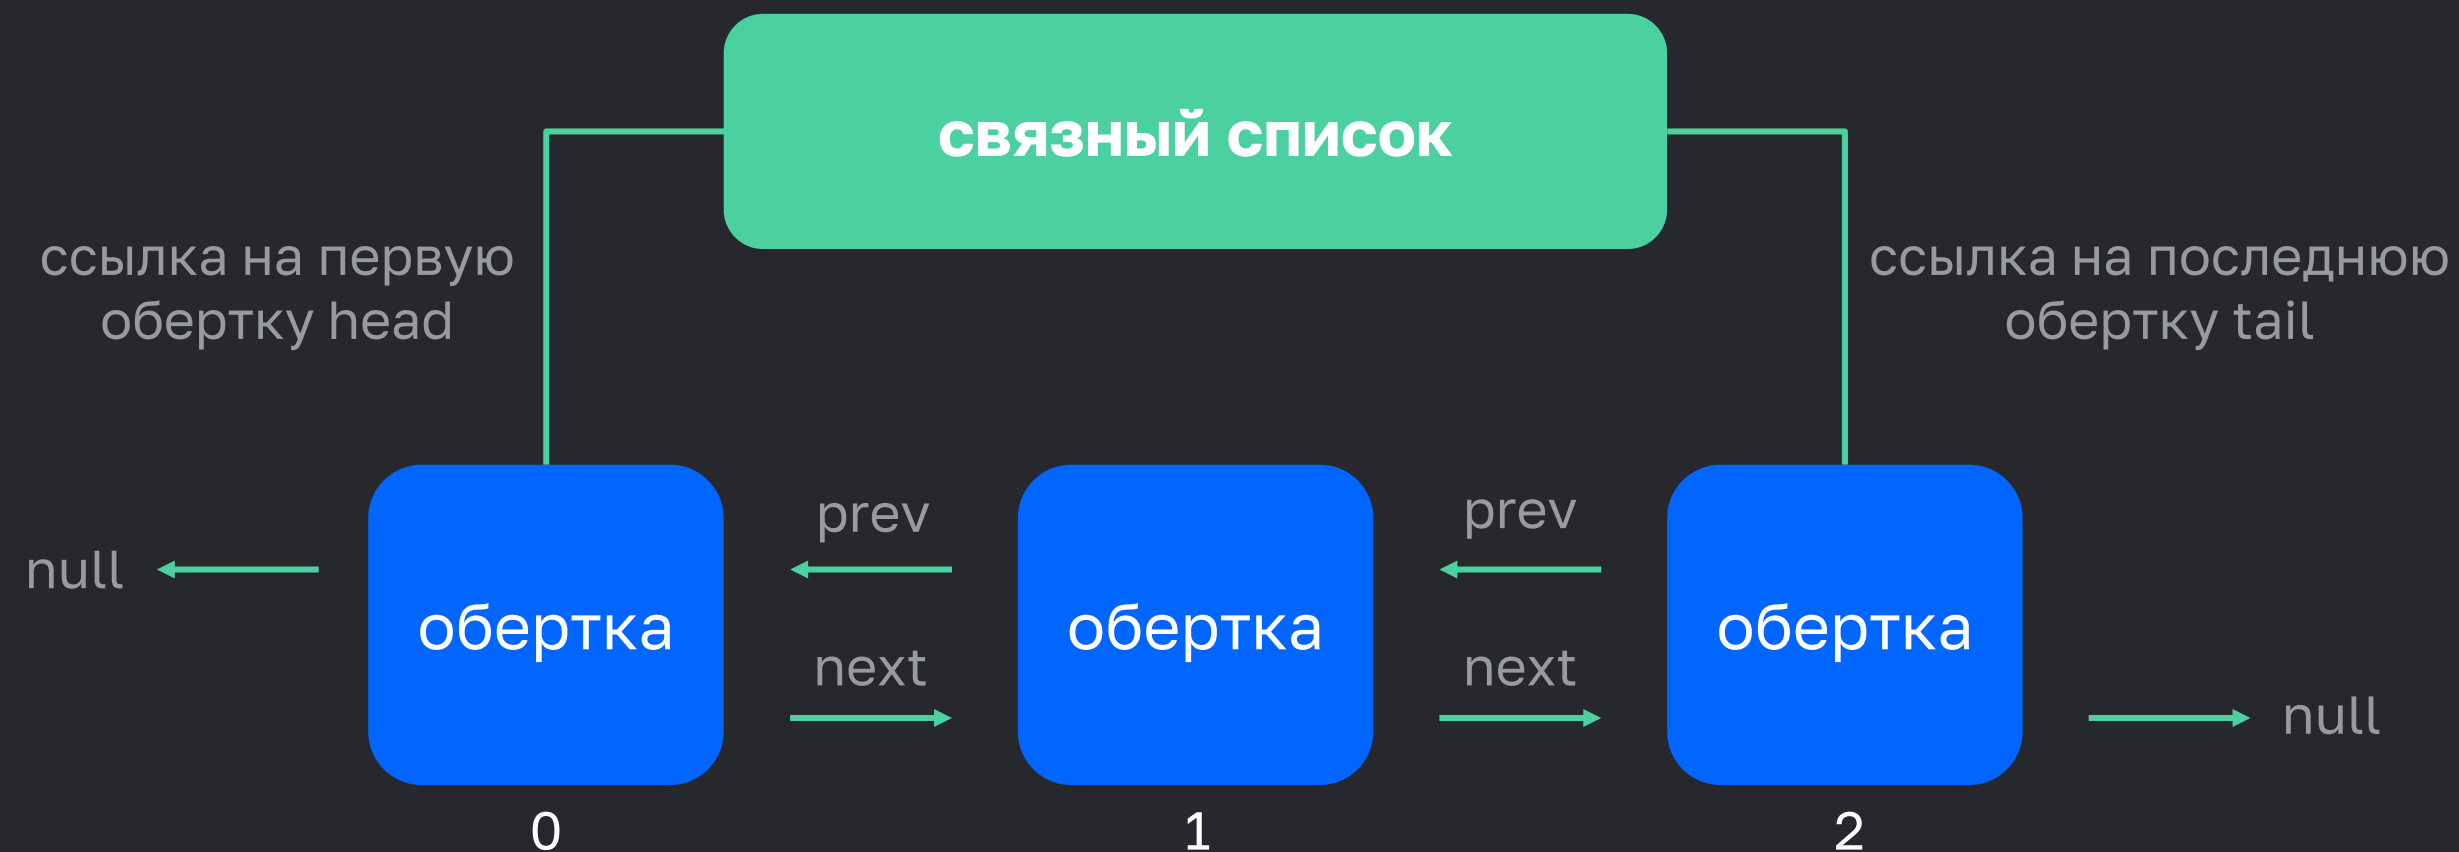 связный список
ссылка на первую
обертку head
ссылка на последнюю
обертку tail
null
prev
prev
обертка
обертка
обертка
next
next
null
0
1
2